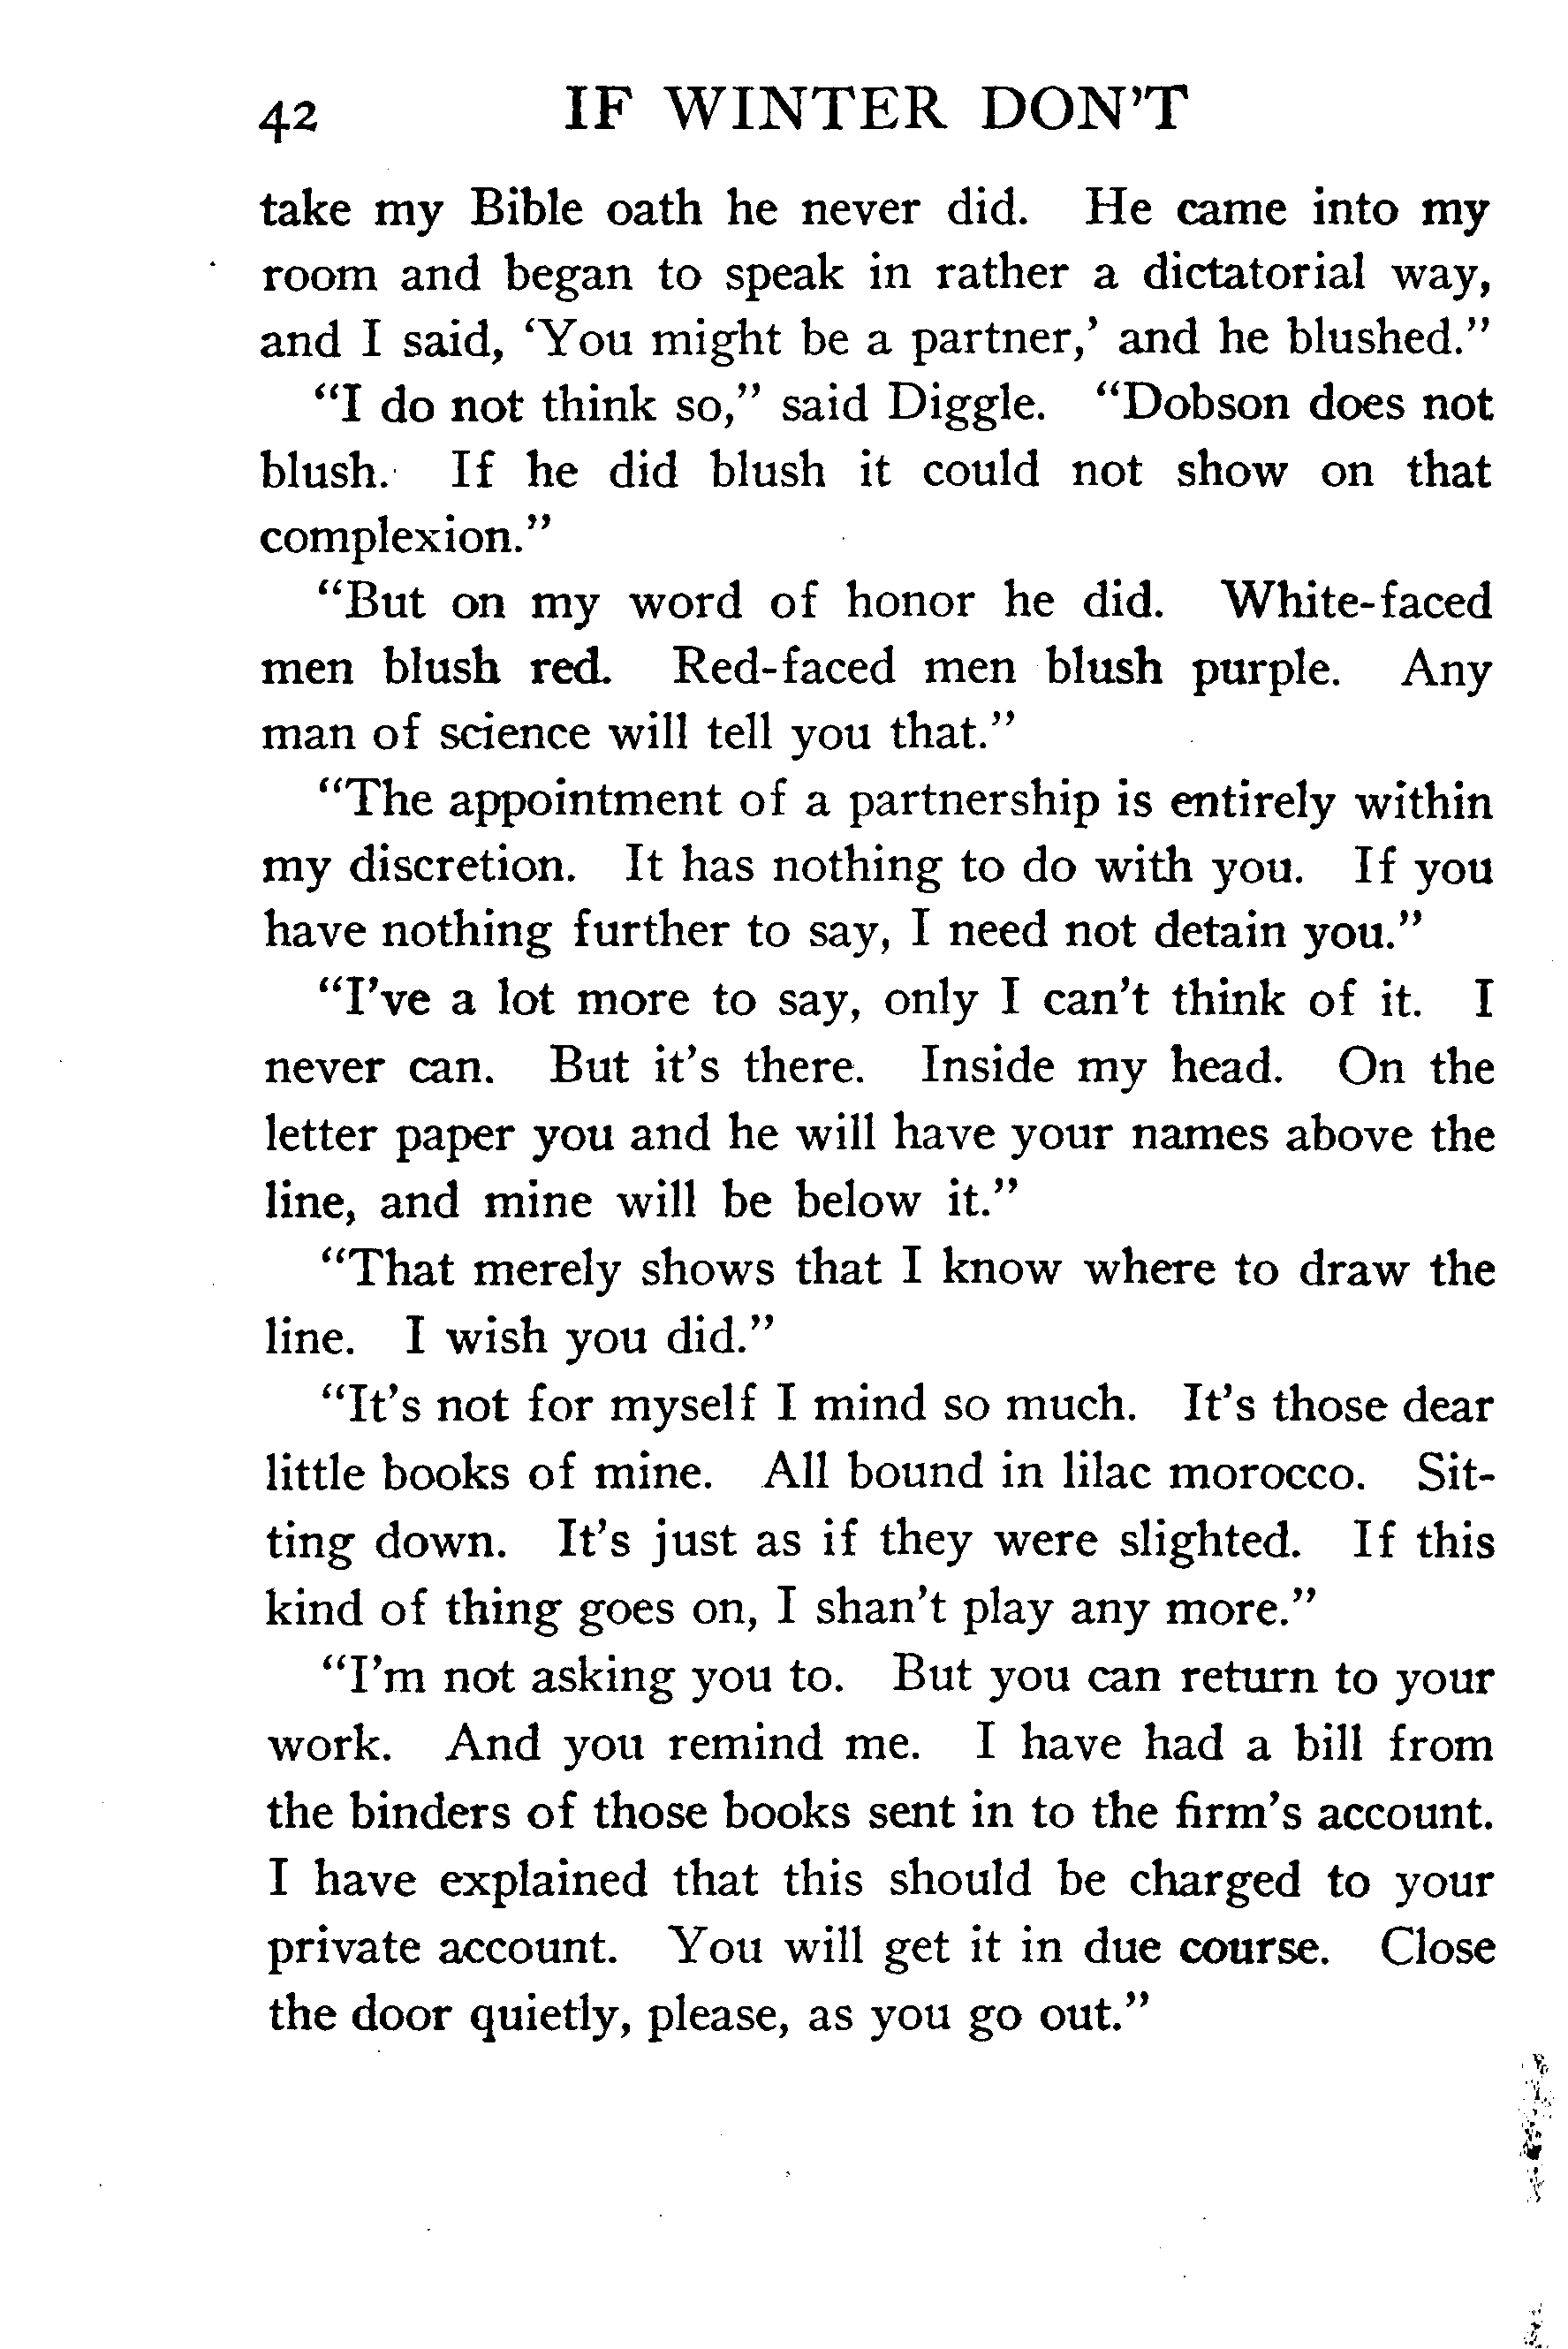 42 IF WINTER DON'T
take my Bible oath he never did. He came into my
room and began to speak in rather a dictatorial way,
and I said, ‘You might be a partner,’ and he blushed.”
“I do not think so,” said Diggle. “Dobson does not
blush. If he did blush it could not show on that
complexion.”
“But on my word of honor he did. White-faced
men blush red. Red-faced men blush purple. Any
man of science will tell you that.”
“The appointment of a partnership is entirely within
my discretion. It has nothing to do with you. If you
have nothing further to say, I need not detain you.”
“I've a lot more to say, only I can't think of it. I
never can. But it's there. Inside my head. On the
letter paper you and he will have your names above the
line, and mine will be below it.”
“That merely shows that I know where to draw the
line. I wish you did.”
“It's not for myself I mind so much. It's those dear
little books of mine. All bound in lilac morocco. Sit-
ting down. It's just as if they were slighted. If this
kind of thing goes on, I shan't play any more.”
“I'm not asking you to. But you can return to your
work. And you remind me. I have had a bill from
the binders of those books sent in to the firm's account.
I have explained that this should be charged to your
private account. You will get it in due course. Close
the door quietly, please, as you go out.”